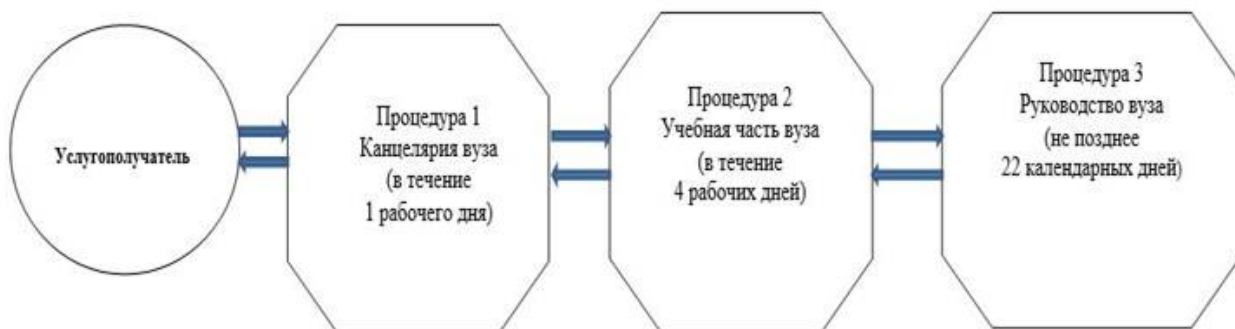 Услугополучатель
Процедура 1
Канцелярия вуза
(в течение
1 рабочего дня)
Процедура 2
Учебная часть вуза
(в течение
4 рабочих дней)
Процедура 3
Руководство вуза
(не позднее
22 календарных дней)